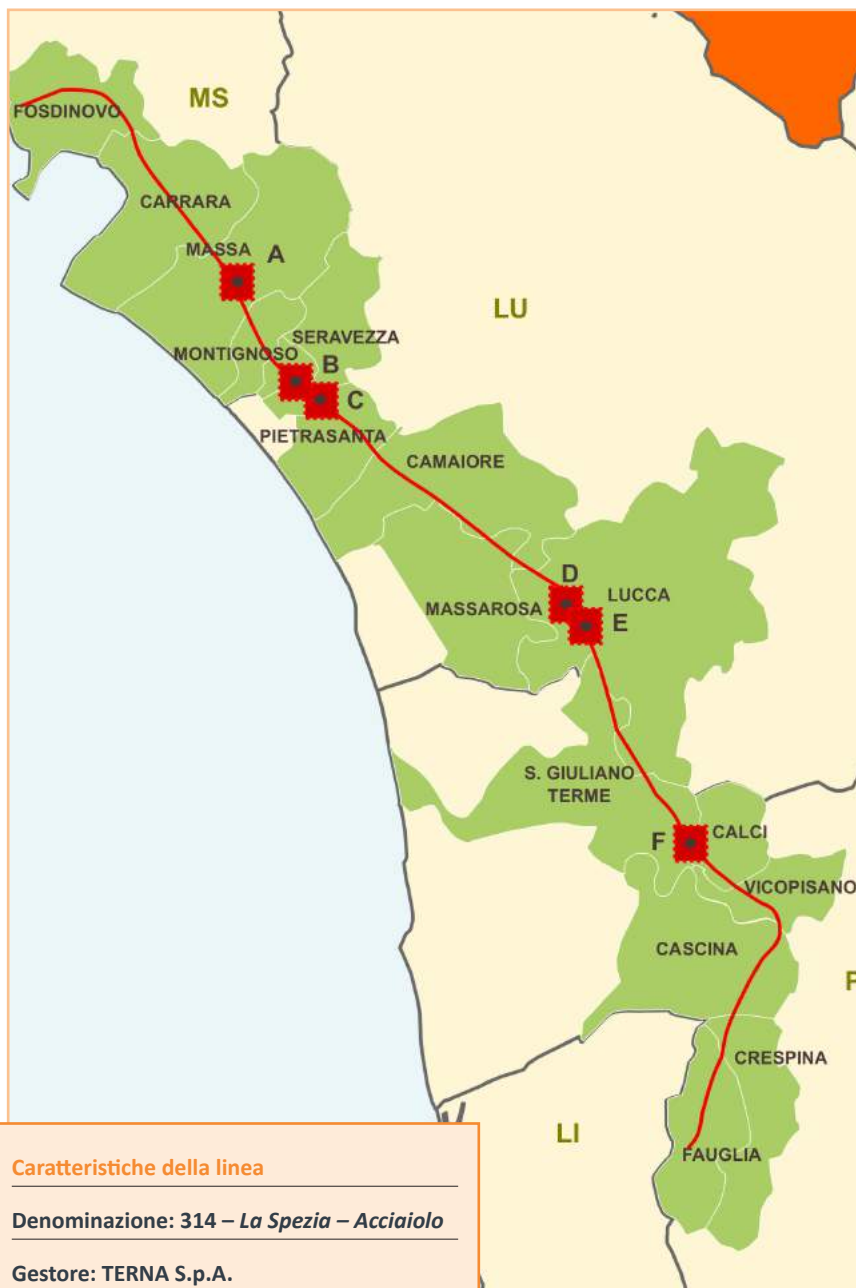 MS
FOSDINOVO
CARRARA
MASSA
A
LU
SERAVEZZA
MONTIGNOSO
B
C
PIETRASANTA
CAMAIORE
D
LUCCA
MASSAROSA
E
S. GIULIANO
TERME
CALCI
F
VICOPISANO
CASCINA
CRESPINA
LI
FAUGLIA
Caratteristiche della linea
Denominazione: 314 – La Spezia – Acciaiolo
Gestore: TERNA S.p.A.